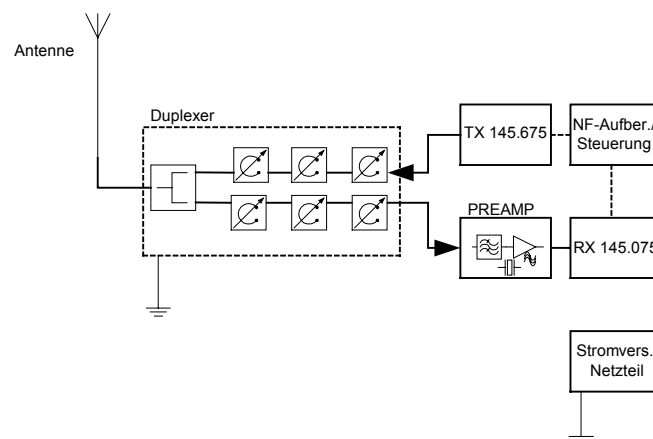 Antenne
Duplexer
TX 145.675
NF-Aufber./
Steuerung
PREAMP
RX 145.075
Stromvers.
Netzteil